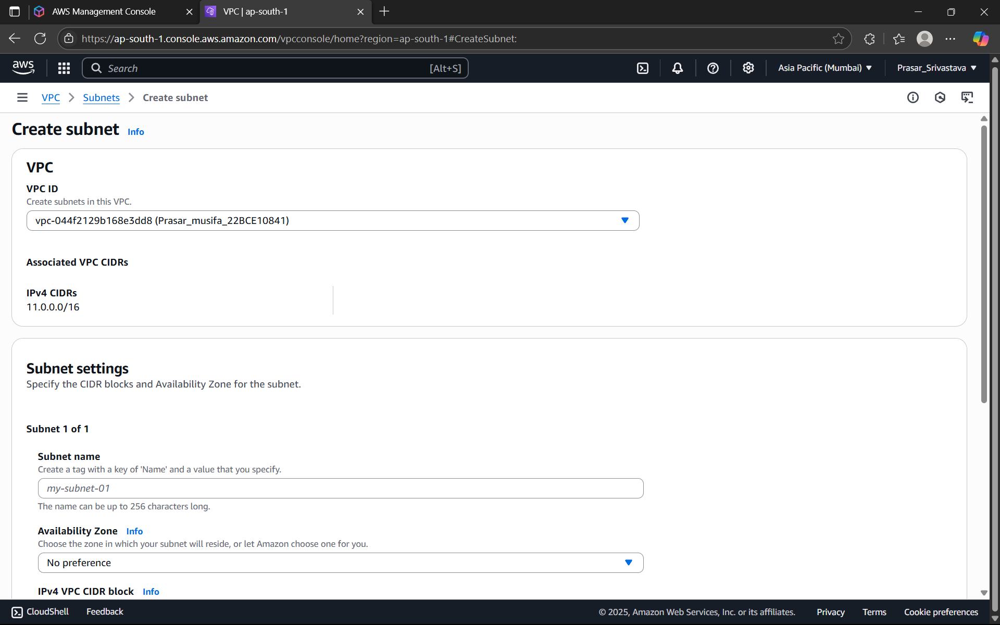 AWS Management Console
VPC | ap-south-1
https://ap-south-1.console.aws.amazon.com/vpcconsole/home?region=ap-south-1#CreateSubnet:
aws
Search
[Alt+S]
Asia Pacific (Mumbai)
Prasar_Srivastava
VPC
Subnets
Create subnet
Create subnet Info
VPC
VPC ID
Create subnets in this VPC.
vpc-044f2129b168e3dd8 (Prasar_musifa_22BCE10841)
Associated VPC CIDRs
IPv4 CIDRs
11.0.0.0/16
Subnet settings
Specify the CIDR blocks and Availability Zone for the subnet.
Subnet 1 of 1
Subnet name
Create a tag with a key of 'Name' and a value that you specify.
my-subnet-01
The name can be up to 256 characters long.
Availability Zone Info
Choose the zone in which your subnet will reside, or let Amazon choose one for you.
No preference
IPv4 VPC CIDR block Info
CloudShell
Feedback
© 2025, Amazon Web Services, Inc. or its affiliates.
Privacy
Terms
Cookie preferences